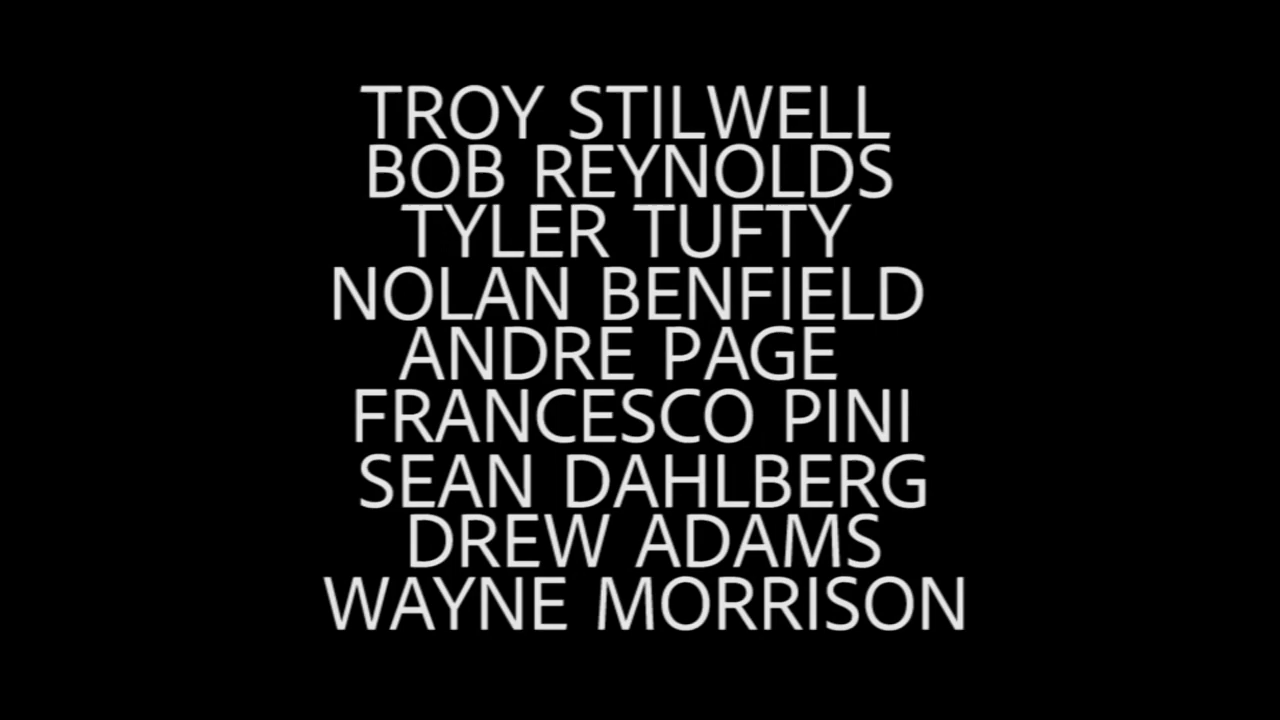 TROY STILWELL
BOB REYNOLDS
TYLER TUFTY
NOLAN BENFIELD
ANDRE PAGE
FRANCESCO PINI
SEAN DAHLBERG
DREW ADAMS
WAYNE MORRISON